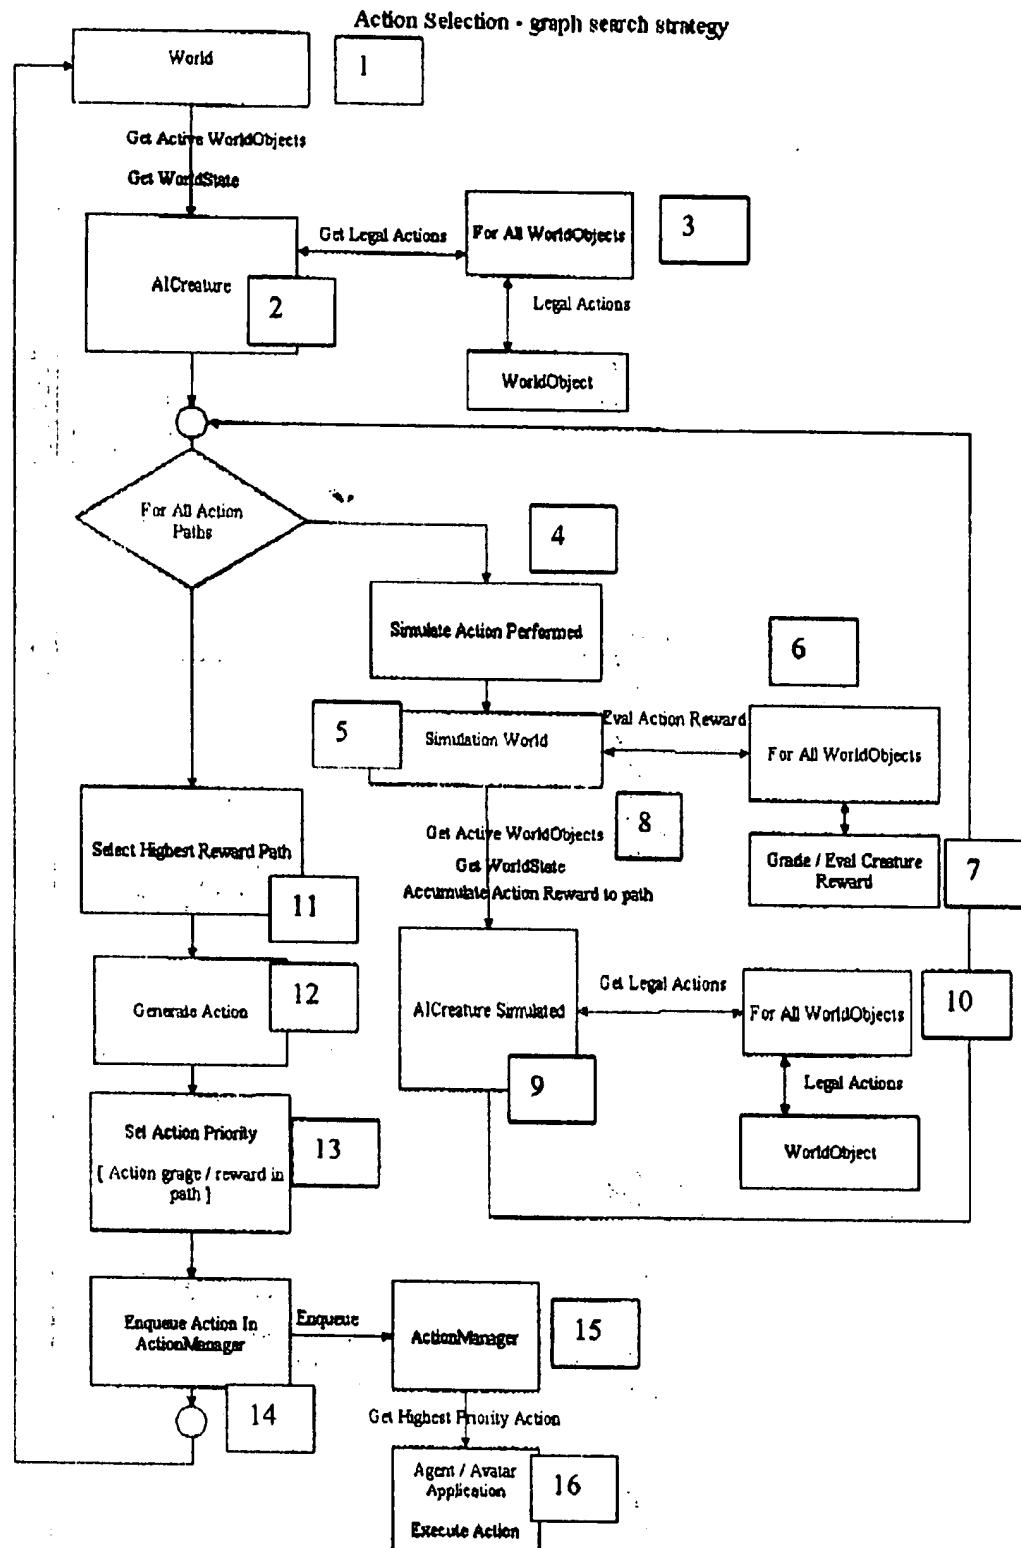 Action Selection - graph search strategy
World
1
Get Active WorldObjects
Get WorldState
AICreature
2
Get Legal Actions
For All WorldObjects
3
Legal Actions
WorldObject
For All Action
Paths
4
Simulate Action Performed
5
Simulation World
Eval Action Reward
6
For All WorldObjects
Grade / Eval Creature
Reward
7
8
Get Active WorldObjects
Get WorldState
Accumulate Action Reward to path
AICreature Simulated
9
Get Legal Actions
For All WorldObjects
10
Legal Actions
WorldObject
Select Highest Reward Path
11
Generate Action
12
Set Action Priority
[ Action grage / reward in
path ]
13
Enqueue Action In
ActionManager
14
Enqueue
ActionManager
15
Get Highest Priority Action
Agent / Avatar
Application
Execute Action
16